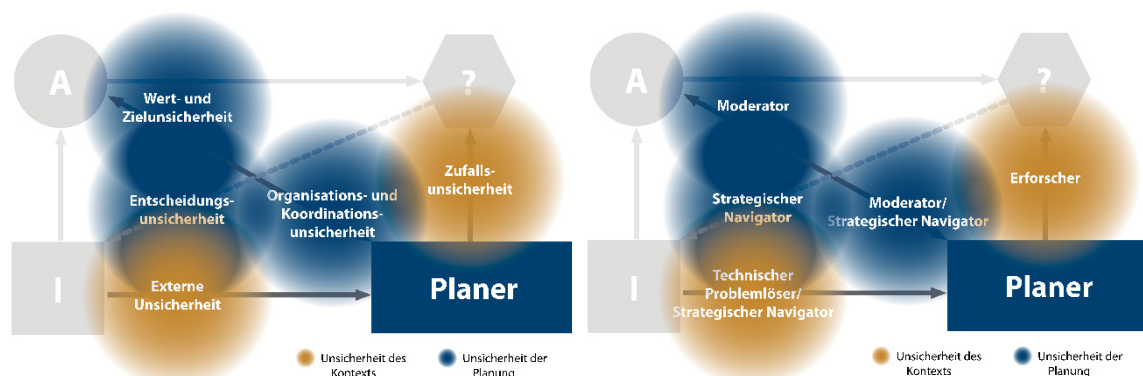 A
?
Wert- und
Zielunsicherheit
Zufalls-
unsicherheit
Entscheidungs-
unsicherheit
Organisations- und
Koordinations-
unsicherheit
I
Externe
Unsicherheit
Planer
Unsicherheit des
Kontexts
Unsicherheit der
Planung
A
?
Moderator
Erforscher
Strategischer
Navigator
Moderator/
Strategischer Navigator
I
Technischer
Problemlöser/
Strategischer Navigator
Planer
Unsicherheit des
Kontexts
Unsicherheit der
Planung